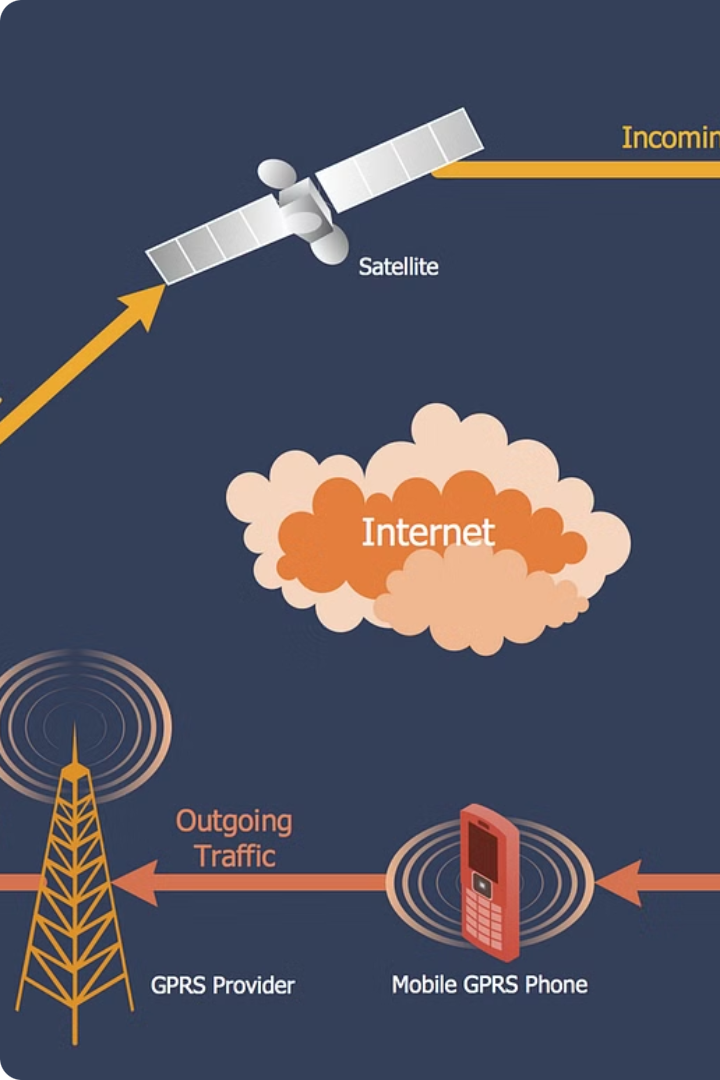 Incomin
Satellite
Internet
Outgoing
Traffic
GPRS Provider
Mobile GPRS Phone